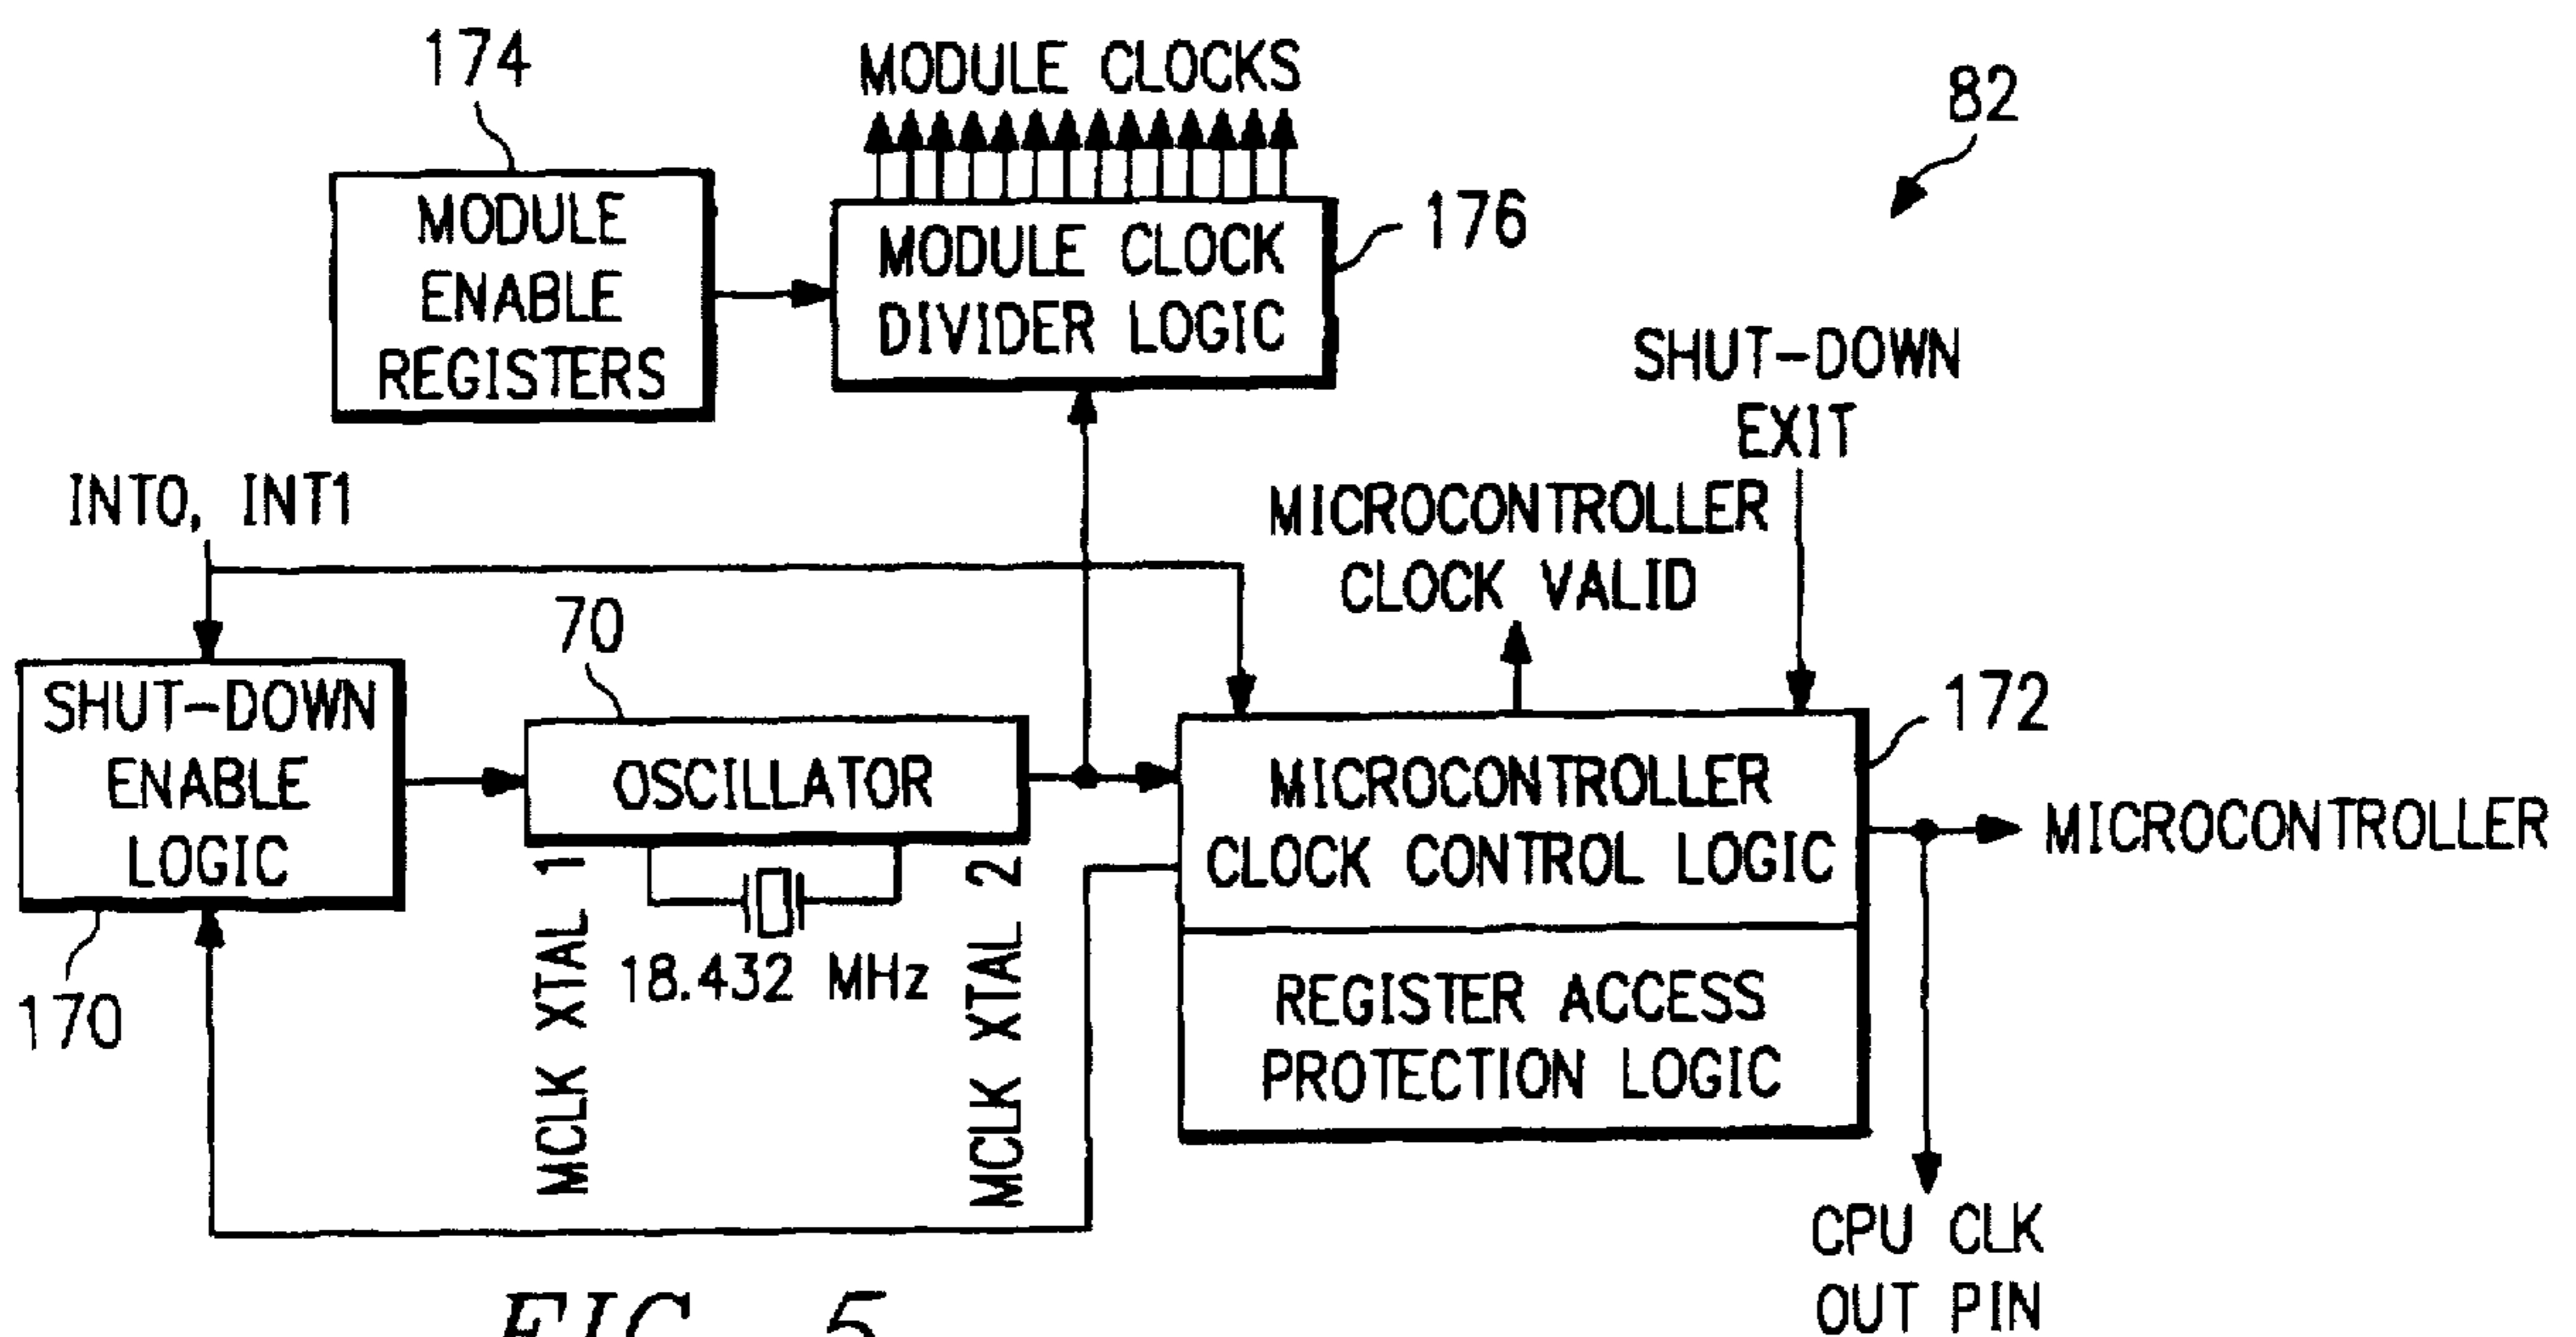 174
MODULE CLOCKS
82
MODULE
ENABLE
REGISTERS
MODULE CLOCK
DIVIDER LOGIC
176
SHUT-DOWN
EXIT
INT0, INT1
MICROCONTROLLER
CLOCK VALID
70
SHUT-DOWN
ENABLE
LOGIC
170
OSCILLATOR
MCLK XTAL 1
18.432 MHz
MCLK XTAL 2
172
MICROCONTROLLER
CLOCK CONTROL LOGIC
MICROCONTROLLER
REGISTER ACCESS
PROTECTION LOGIC
CPU CLK
OUT PIN
FIG. 5